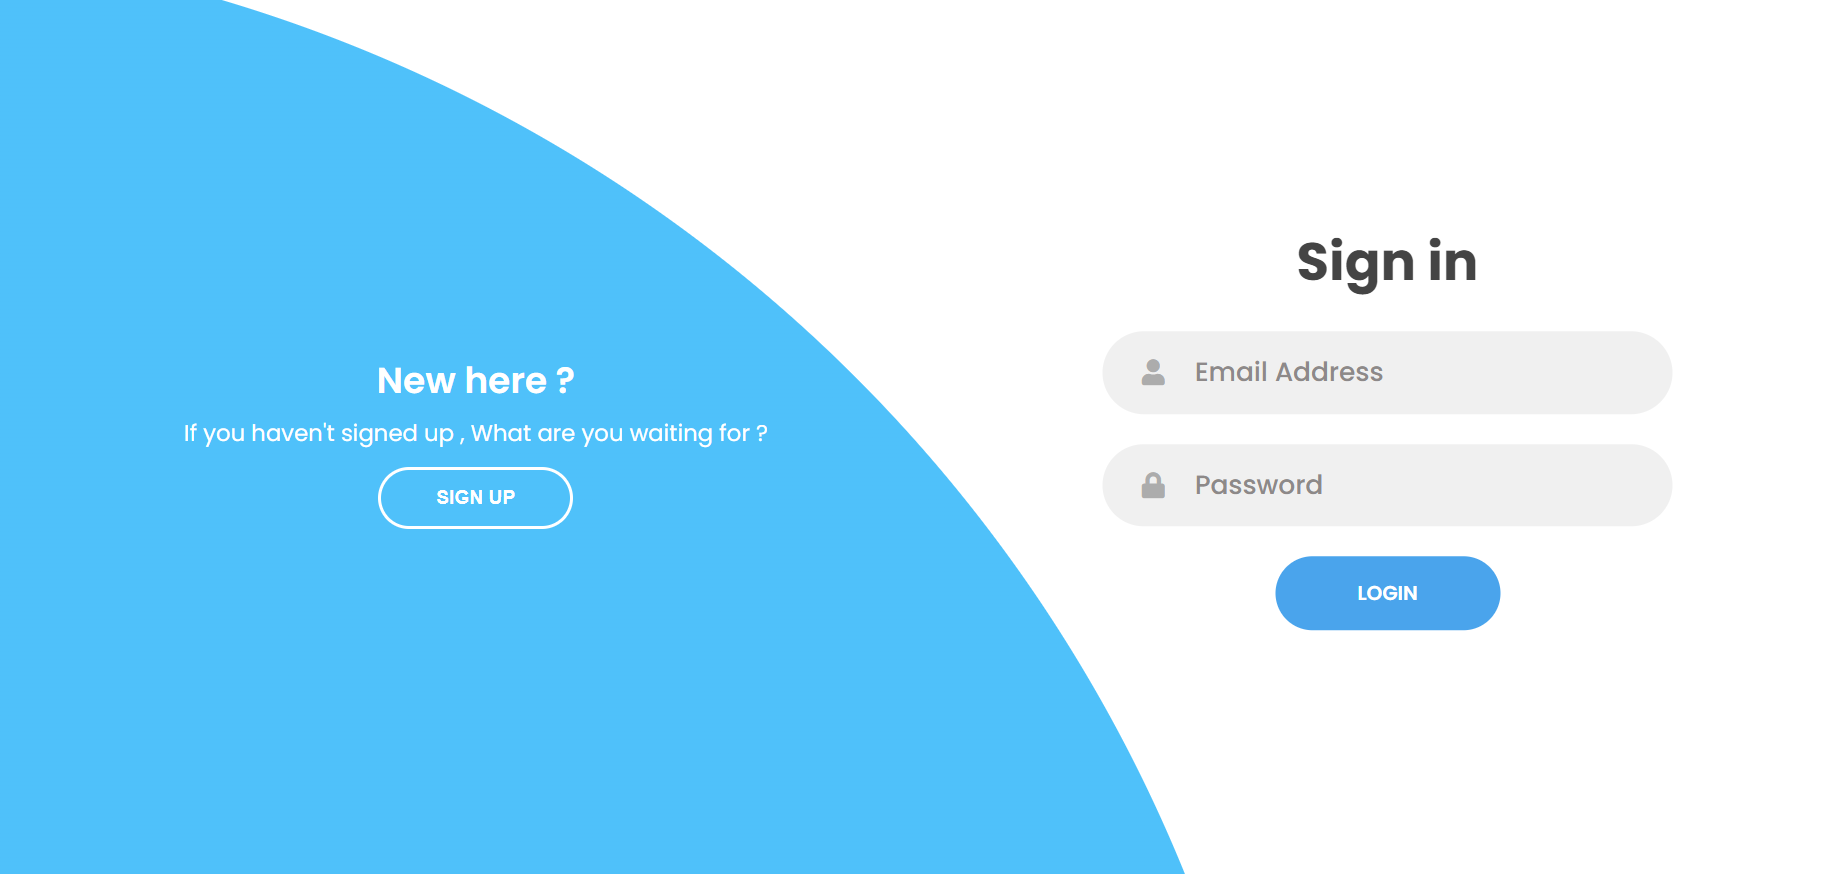 New here ?
If you haven't signed up , What are you waiting for ?
SIGN UP
Sign in
Email Address
Password
LOGIN